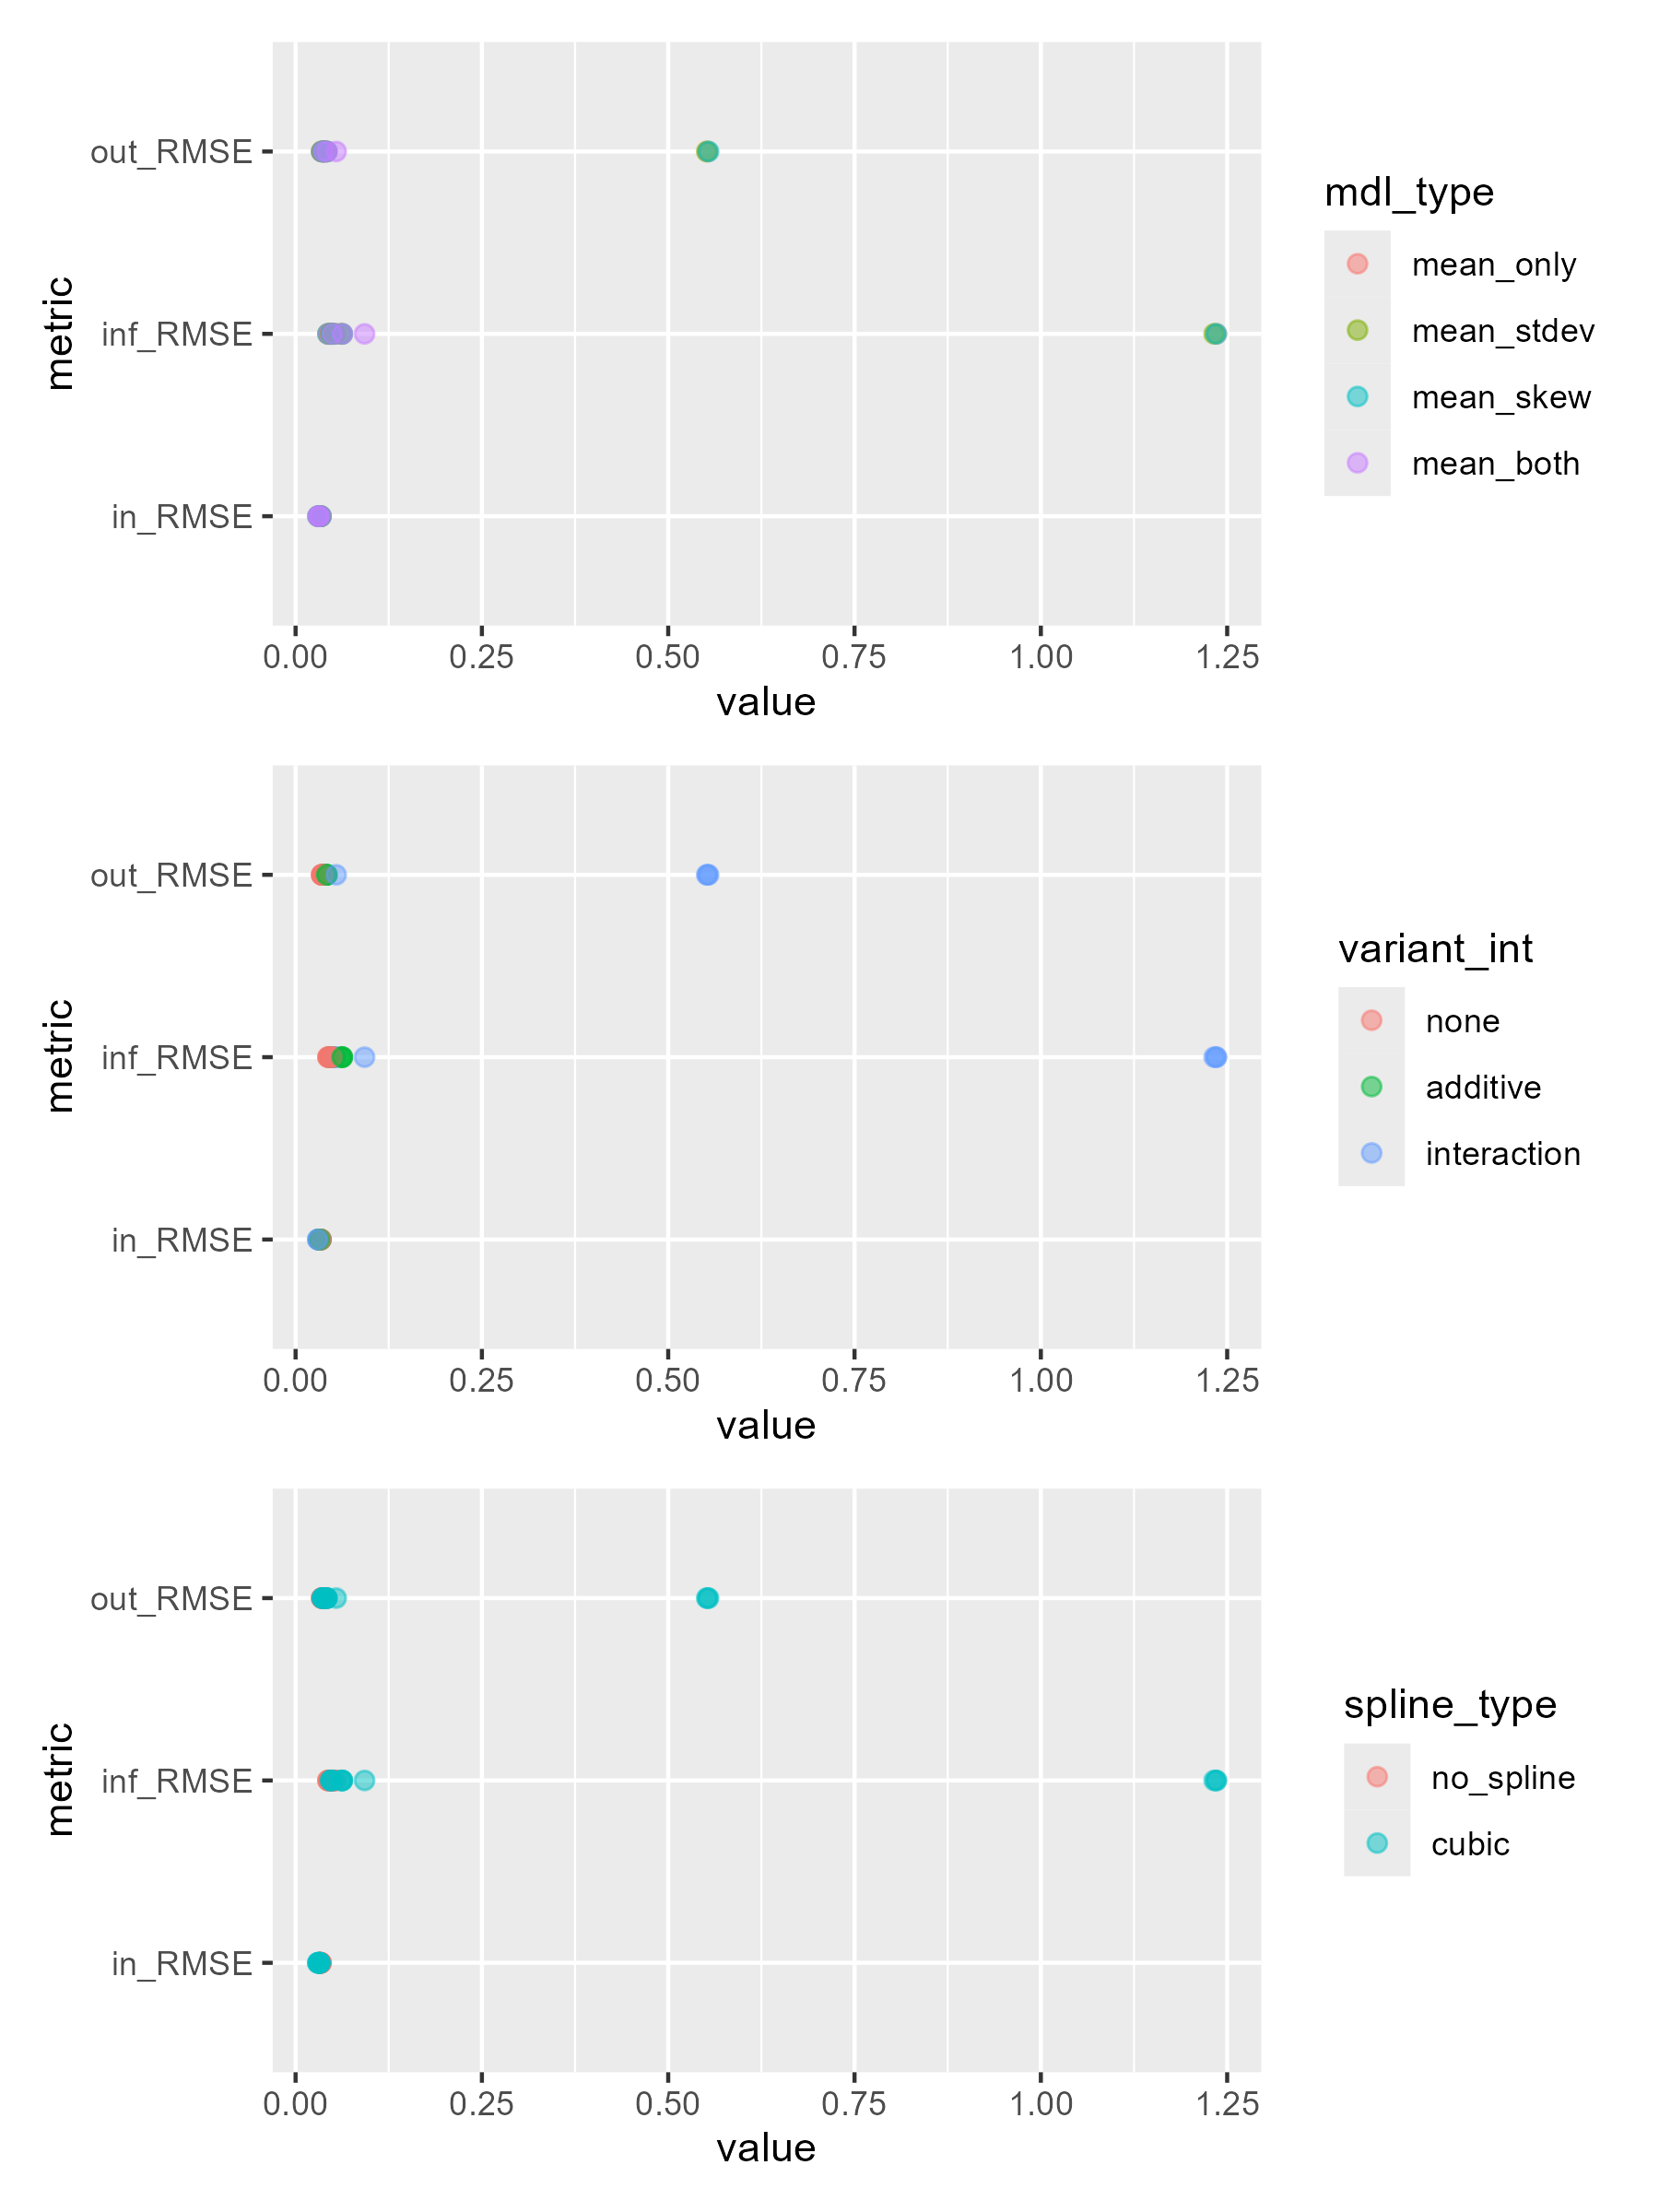 metric
out_RMSE
inf_RMSE
in_RMSE
0.00 0.25 0.50 0.75 1.00 1.25
value
mdl_type
mean_only
mean_stdev
mean_skew
mean_both
metric
out_RMSE
inf_RMSE
in_RMSE
0.00 0.25 0.50 0.75 1.00 1.25
value
variant_int
none
additive
interaction
metric
out_RMSE
inf_RMSE
in_RMSE
0.00 0.25 0.50 0.75 1.00 1.25
value
spline_type
no_spline
cubic